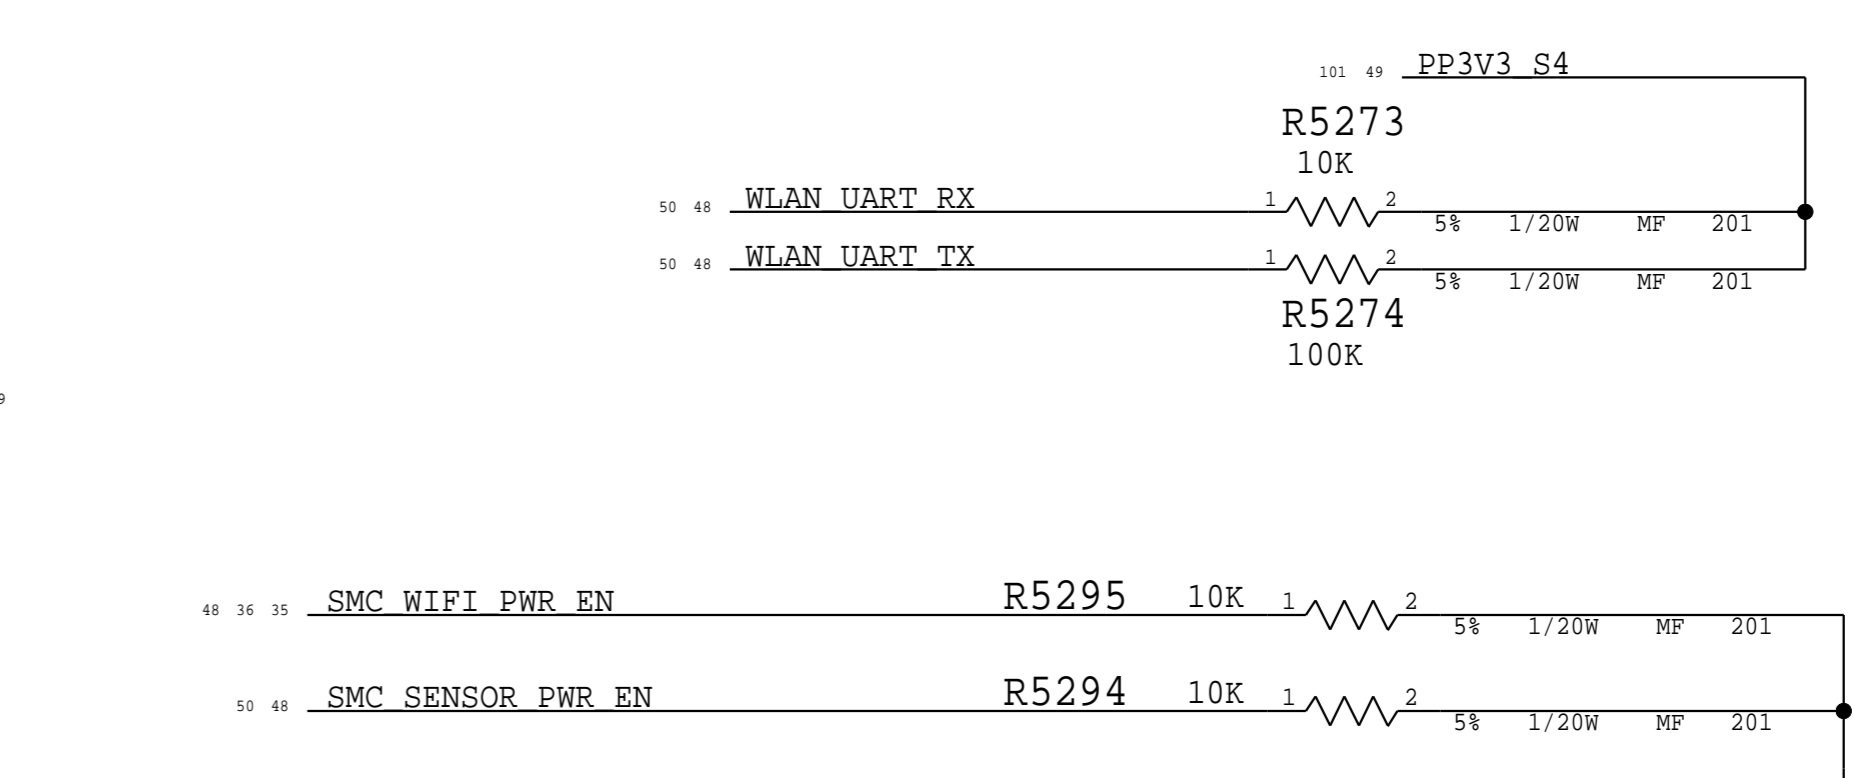 101 49 PP3V3_S4
R5273
10K
50 48 WLAN_UART_RX 1 2
5% 1/20W MF 201
50 48 WLAN_UART_TX 1 2
5% 1/20W MF 201
R5274
100K
9
48 36 35 SMC_WIFI_PWR_EN R5295 10K 1 2
5% 1/20W MF 201
50 48 SMC_SENSOR_PWR_EN R5294 10K 1 2
5% 1/20W MF 201